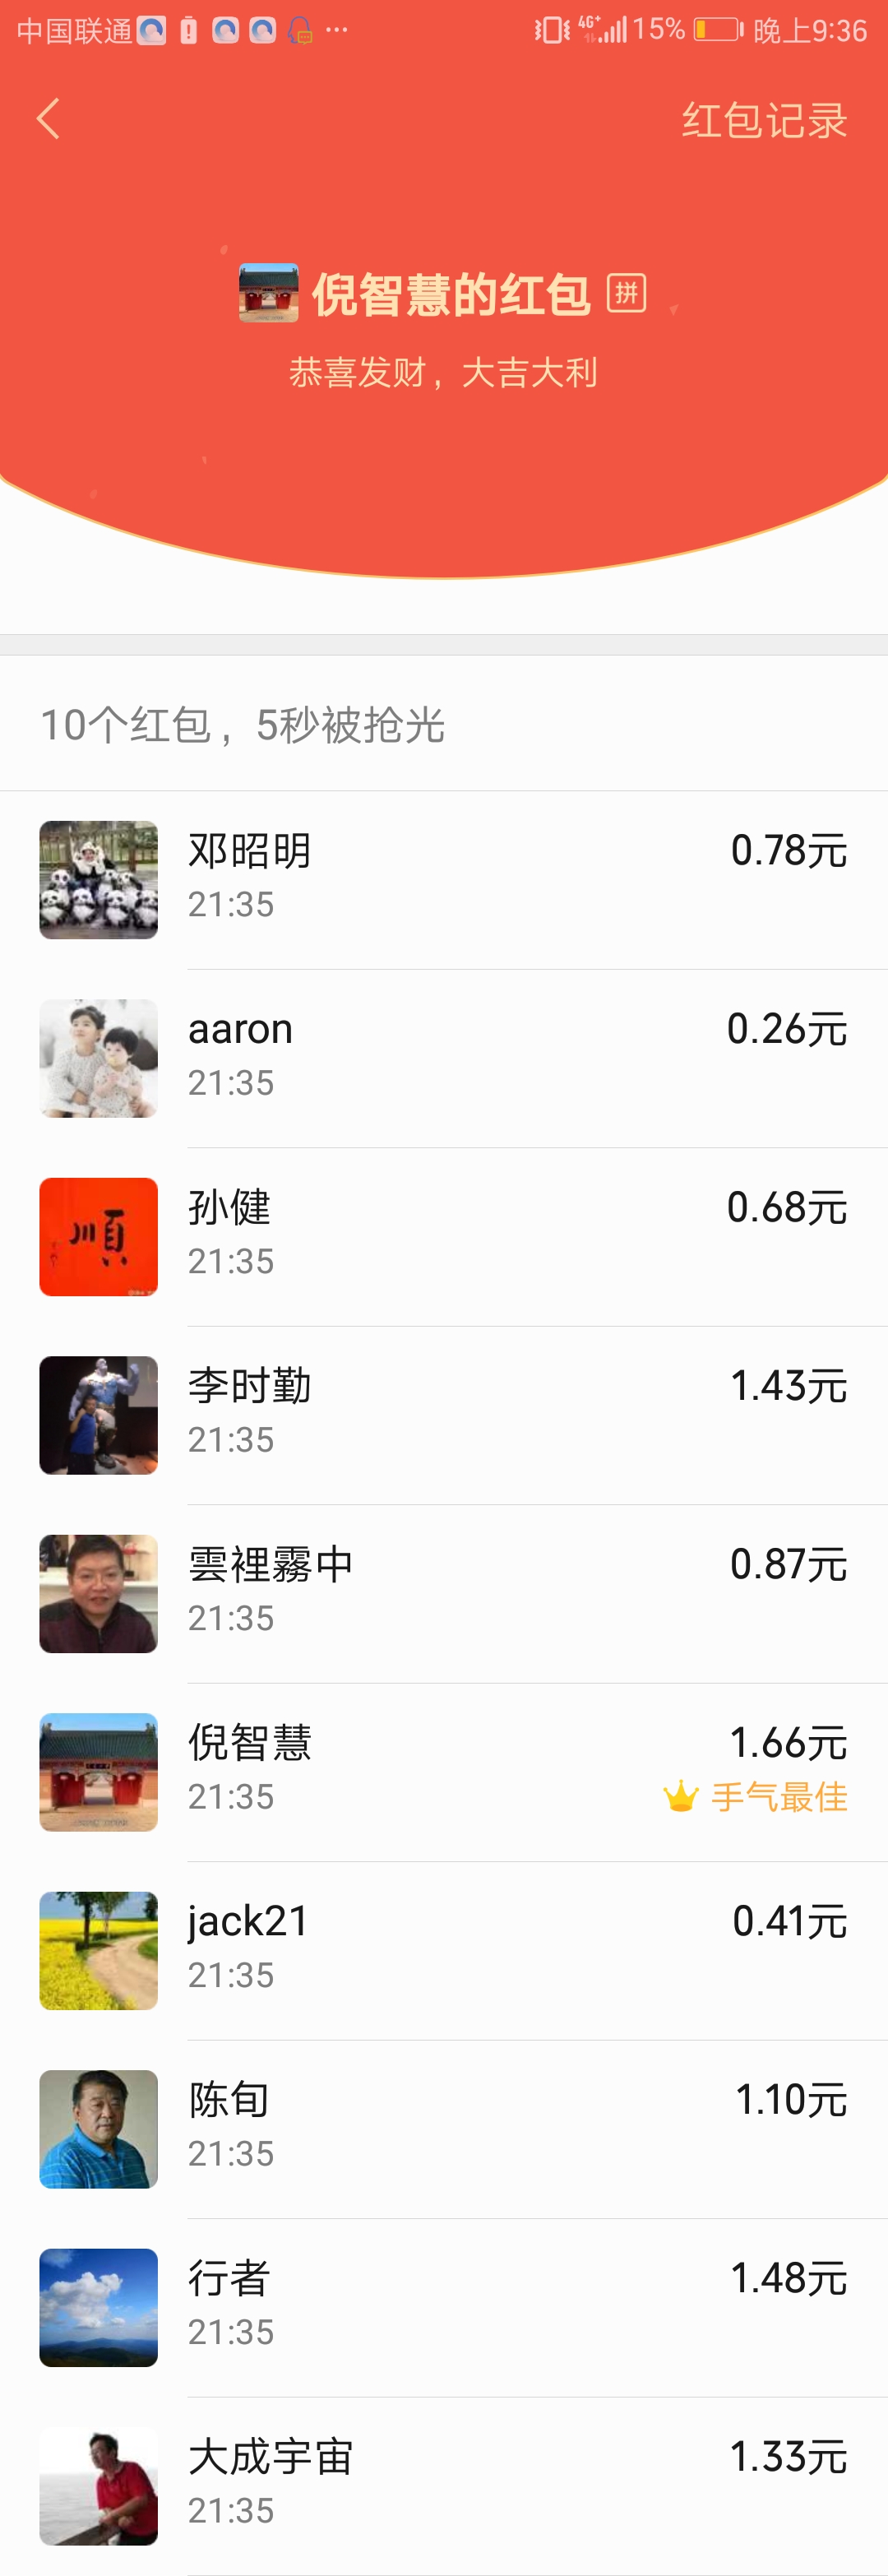 中国联通 4G+ 15% 晚上9:36
红包记录
倪智慧的红包 拼
恭喜发财，大吉大利
10个红包，5秒被抢光
邓昭明 0.78元
21:35
aaron 0.26元
21:35
順
孙健 0.68元
21:35
李时勤 1.43元
21:35
雲裡霧中 0.87元
21:35
倪智慧 1.66元
21:35 手气最佳
jack21 0.41元
21:35
陈旬 1.10元
21:35
行者 1.48元
21:35
大成宇宙 1.33元
21:35